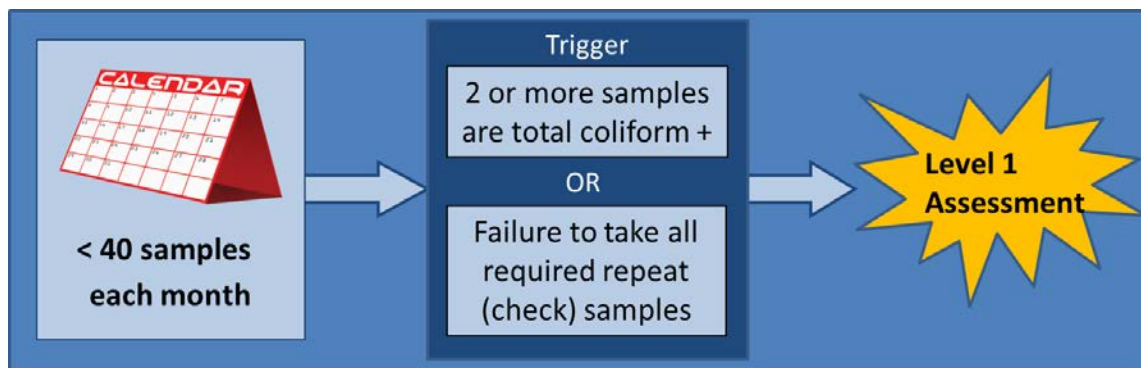 CALENDAR
< 40 samples
each month
Trigger
2 or more samples
are total coliform +
OR
Failure to take all
required repeat
(check) samples
Level 1
Assessment